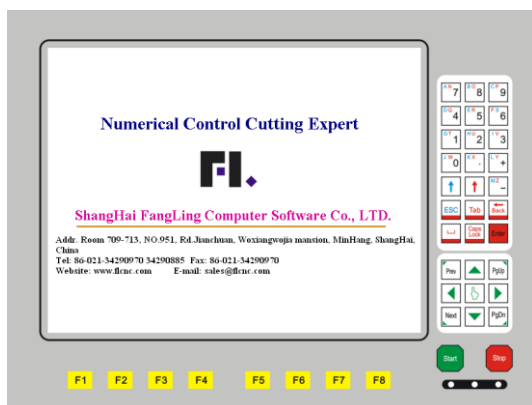 Numerical Control Cutting Expert
FL.
ShangHai FangLing Computer Software Co., LTD.
Addr. Room 709-713, NO.951, Rd.Jianchuan, Woxiangwojia mansion, MinHang, ShangHai,
China
Tel: 86-021-34290970 34290885 Fax: 86-021-34290970
Website: www.flcnc.com E-mail: sales@flcnc.com
7 8 9
4 5 6
1 2 3
0 . +
-
ESC Tab Back
Caps Lock Enter
Prev PgUp
Next PgDn
Start Stop
F1 F2 F3 F4 F5 F6 F7 F8